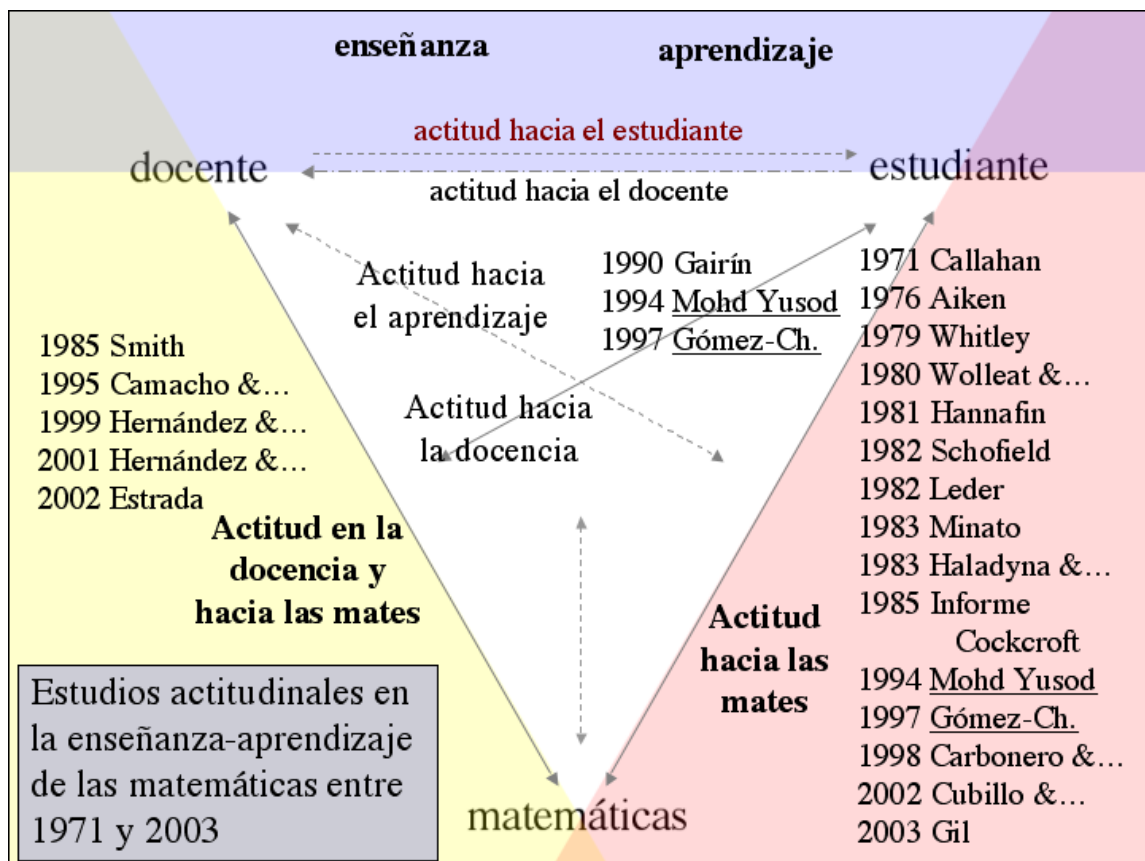 enseñanza
aprendizaje
actitud hacia el estudiante
docente
estudiante
actitud hacia el docente
Actitud hacia
el aprendizaje
1990 Gairín
1994 Mohd Yusod
1997 Gómez-Ch.
Actitud hacia
la docencia
1985 Smith
1995 Camacho &…
1999 Hernández &…
2001 Hernández &…
2002 Estrada
Actitud en la
docencia y
hacia las mates
1971 Callahan
1976 Aiken
1979 Whitley
1980 Wolleat &…
1981 Hannafin
1982 Schofield
1982 Leder
1983 Minato
1983 Haladyna &…
1985 Informe
Cockcroft
1994 Mohd Yusod
1997 Gómez-Ch.
1998 Carbonero &…
2002 Cubillo &…
2003 Gil
Actitud
hacia las
mates
Estudios actitudinales en
la enseñanza-aprendizaje
de las matemáticas entre
1971 y 2003
matemáticas